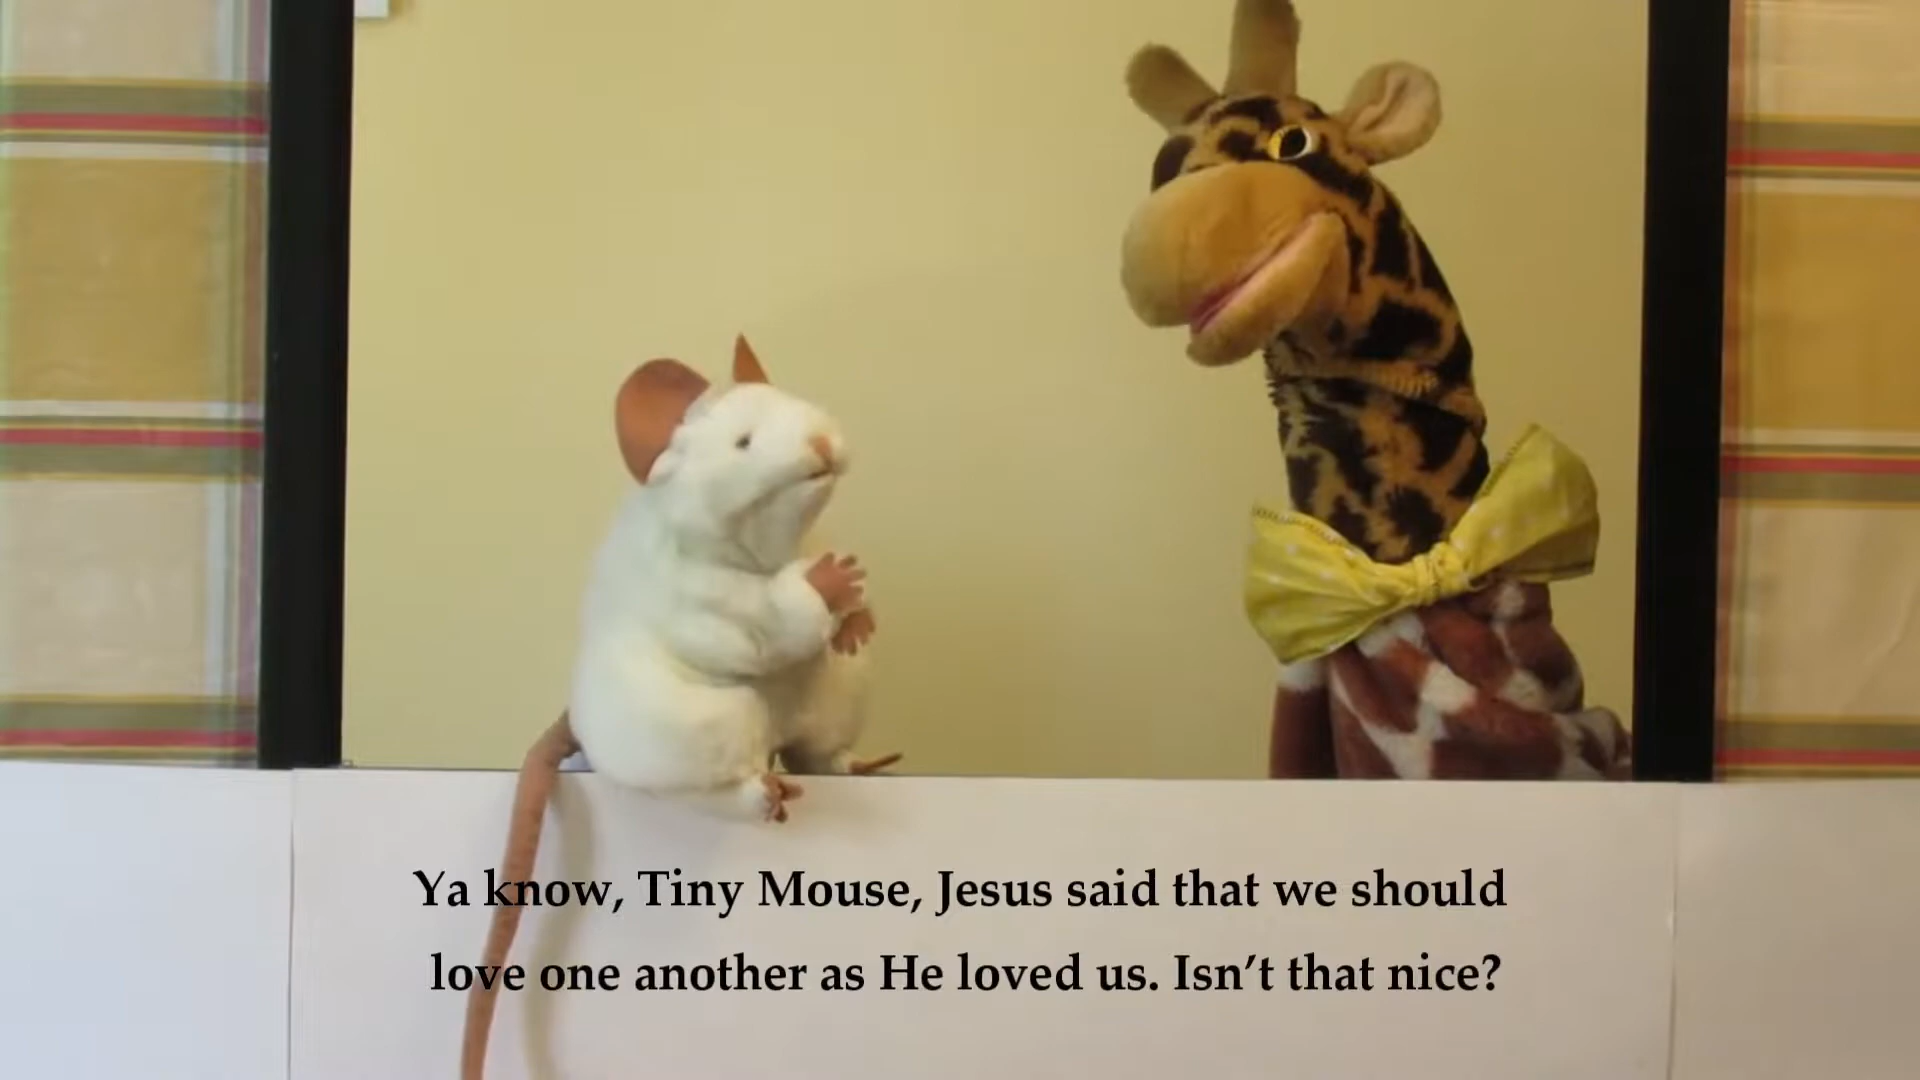 Ya know, Tiny Mouse, Jesus said that we should
love one another as He loved us. Isn’t that nice?